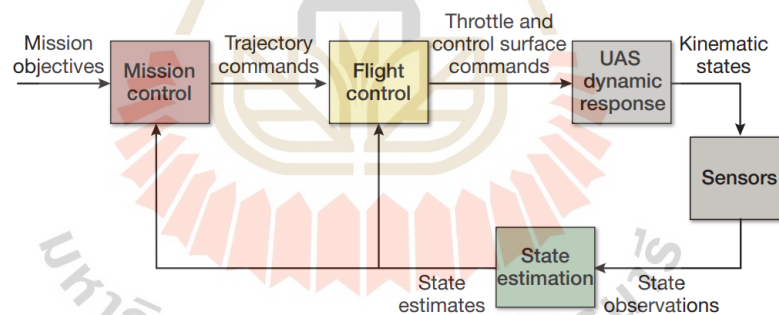 Mission
objectives
Mission
control
Trajectory
commands
Flight
control
Throttle and
control surface
commands
UAS
dynamic
response
Kinematic
states
Sensors
State
estimation
State
estimates
State
observations